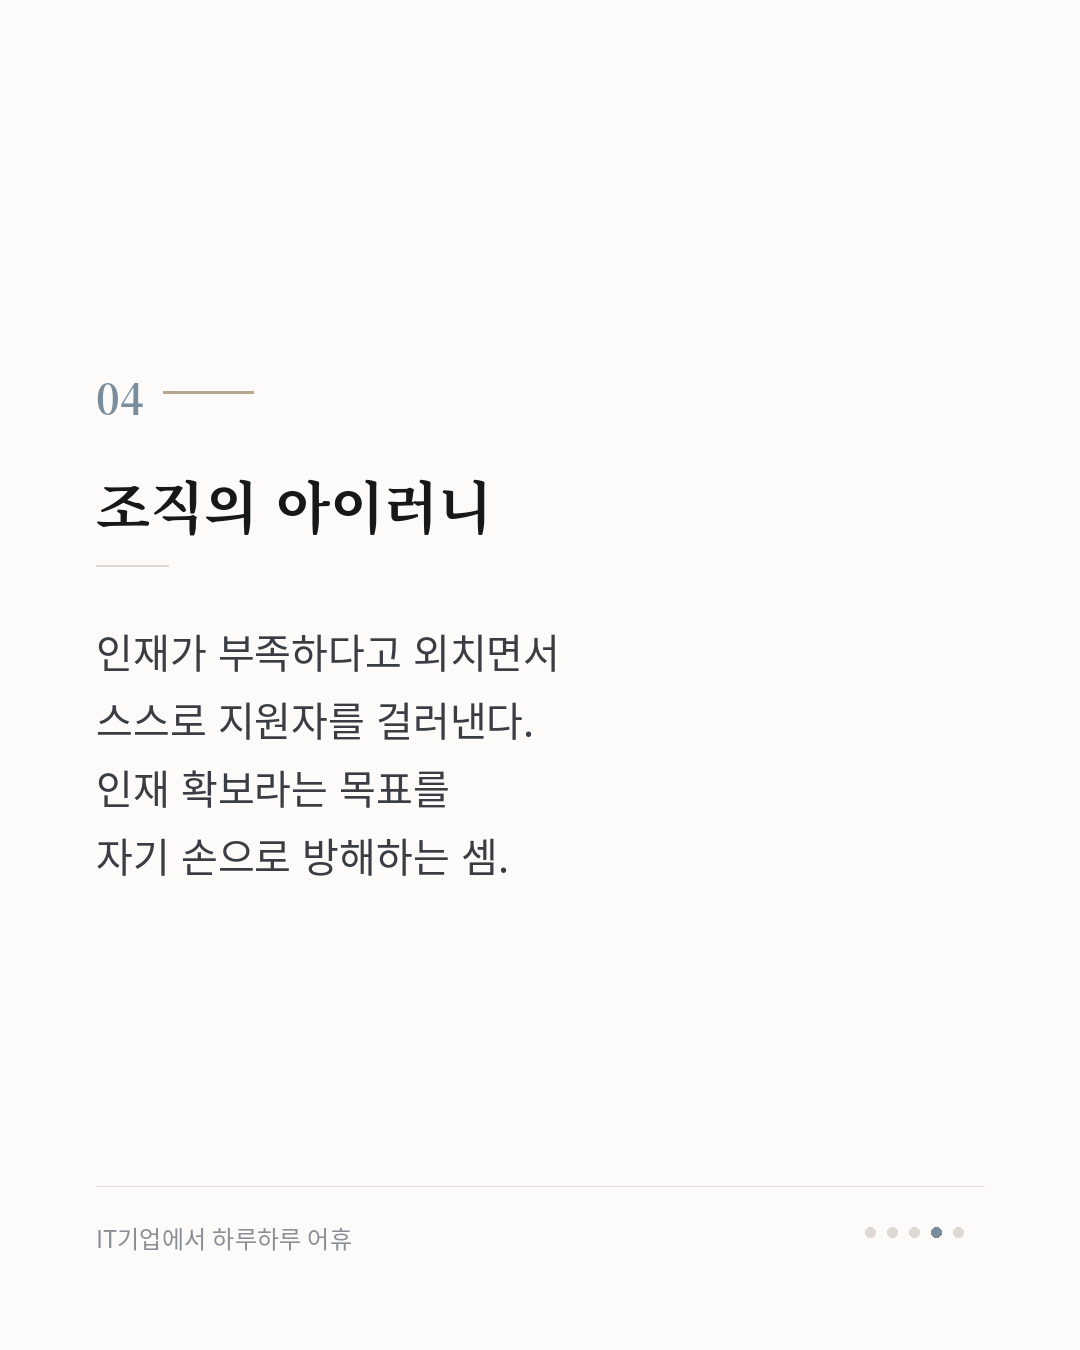 04
조직의 아이러니
인재가 부족하다고 외치면서
스스로 지원자를 걸러낸다.
인재 확보라는 목표를
자기 손으로 방해하는 셈.
IT기업에서 하루하루 어휴